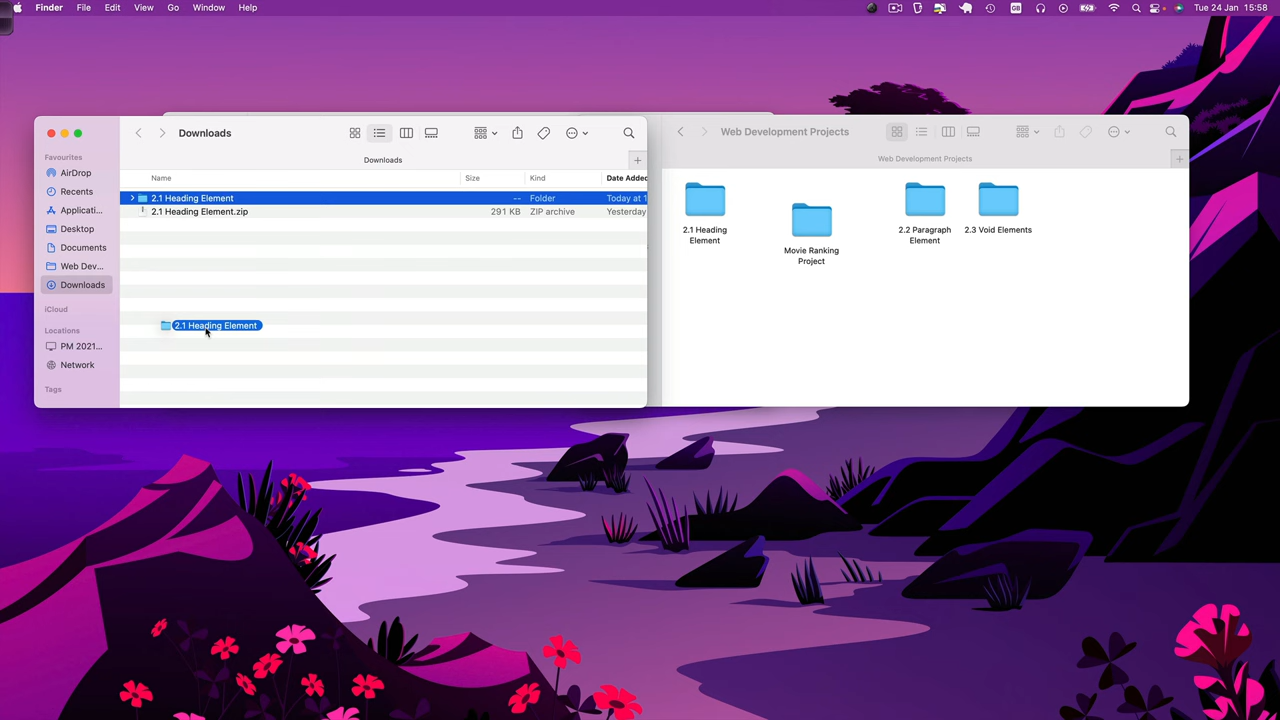 Finder File Edit View Go Window Help
GB
Tue 24 Jan 15:58
Downloads
Downloads
Favourites
AirDrop
Recents
Applicati...
Desktop
Documents
Web Dev...
Downloads
iCloud
Locations
PM 2021...
Network
Tags
Name Size Kind Date Added
2.1 Heading Element -- Folder Today at 1
2.1 Heading Element.zip 291 KB ZIP archive Yesterday
2.1 Heading Element
Web Development Projects
Web Development Projects
2.1 Heading
Element
Movie Ranking
Project
2.2 Paragraph
Element
2.3 Void Elements